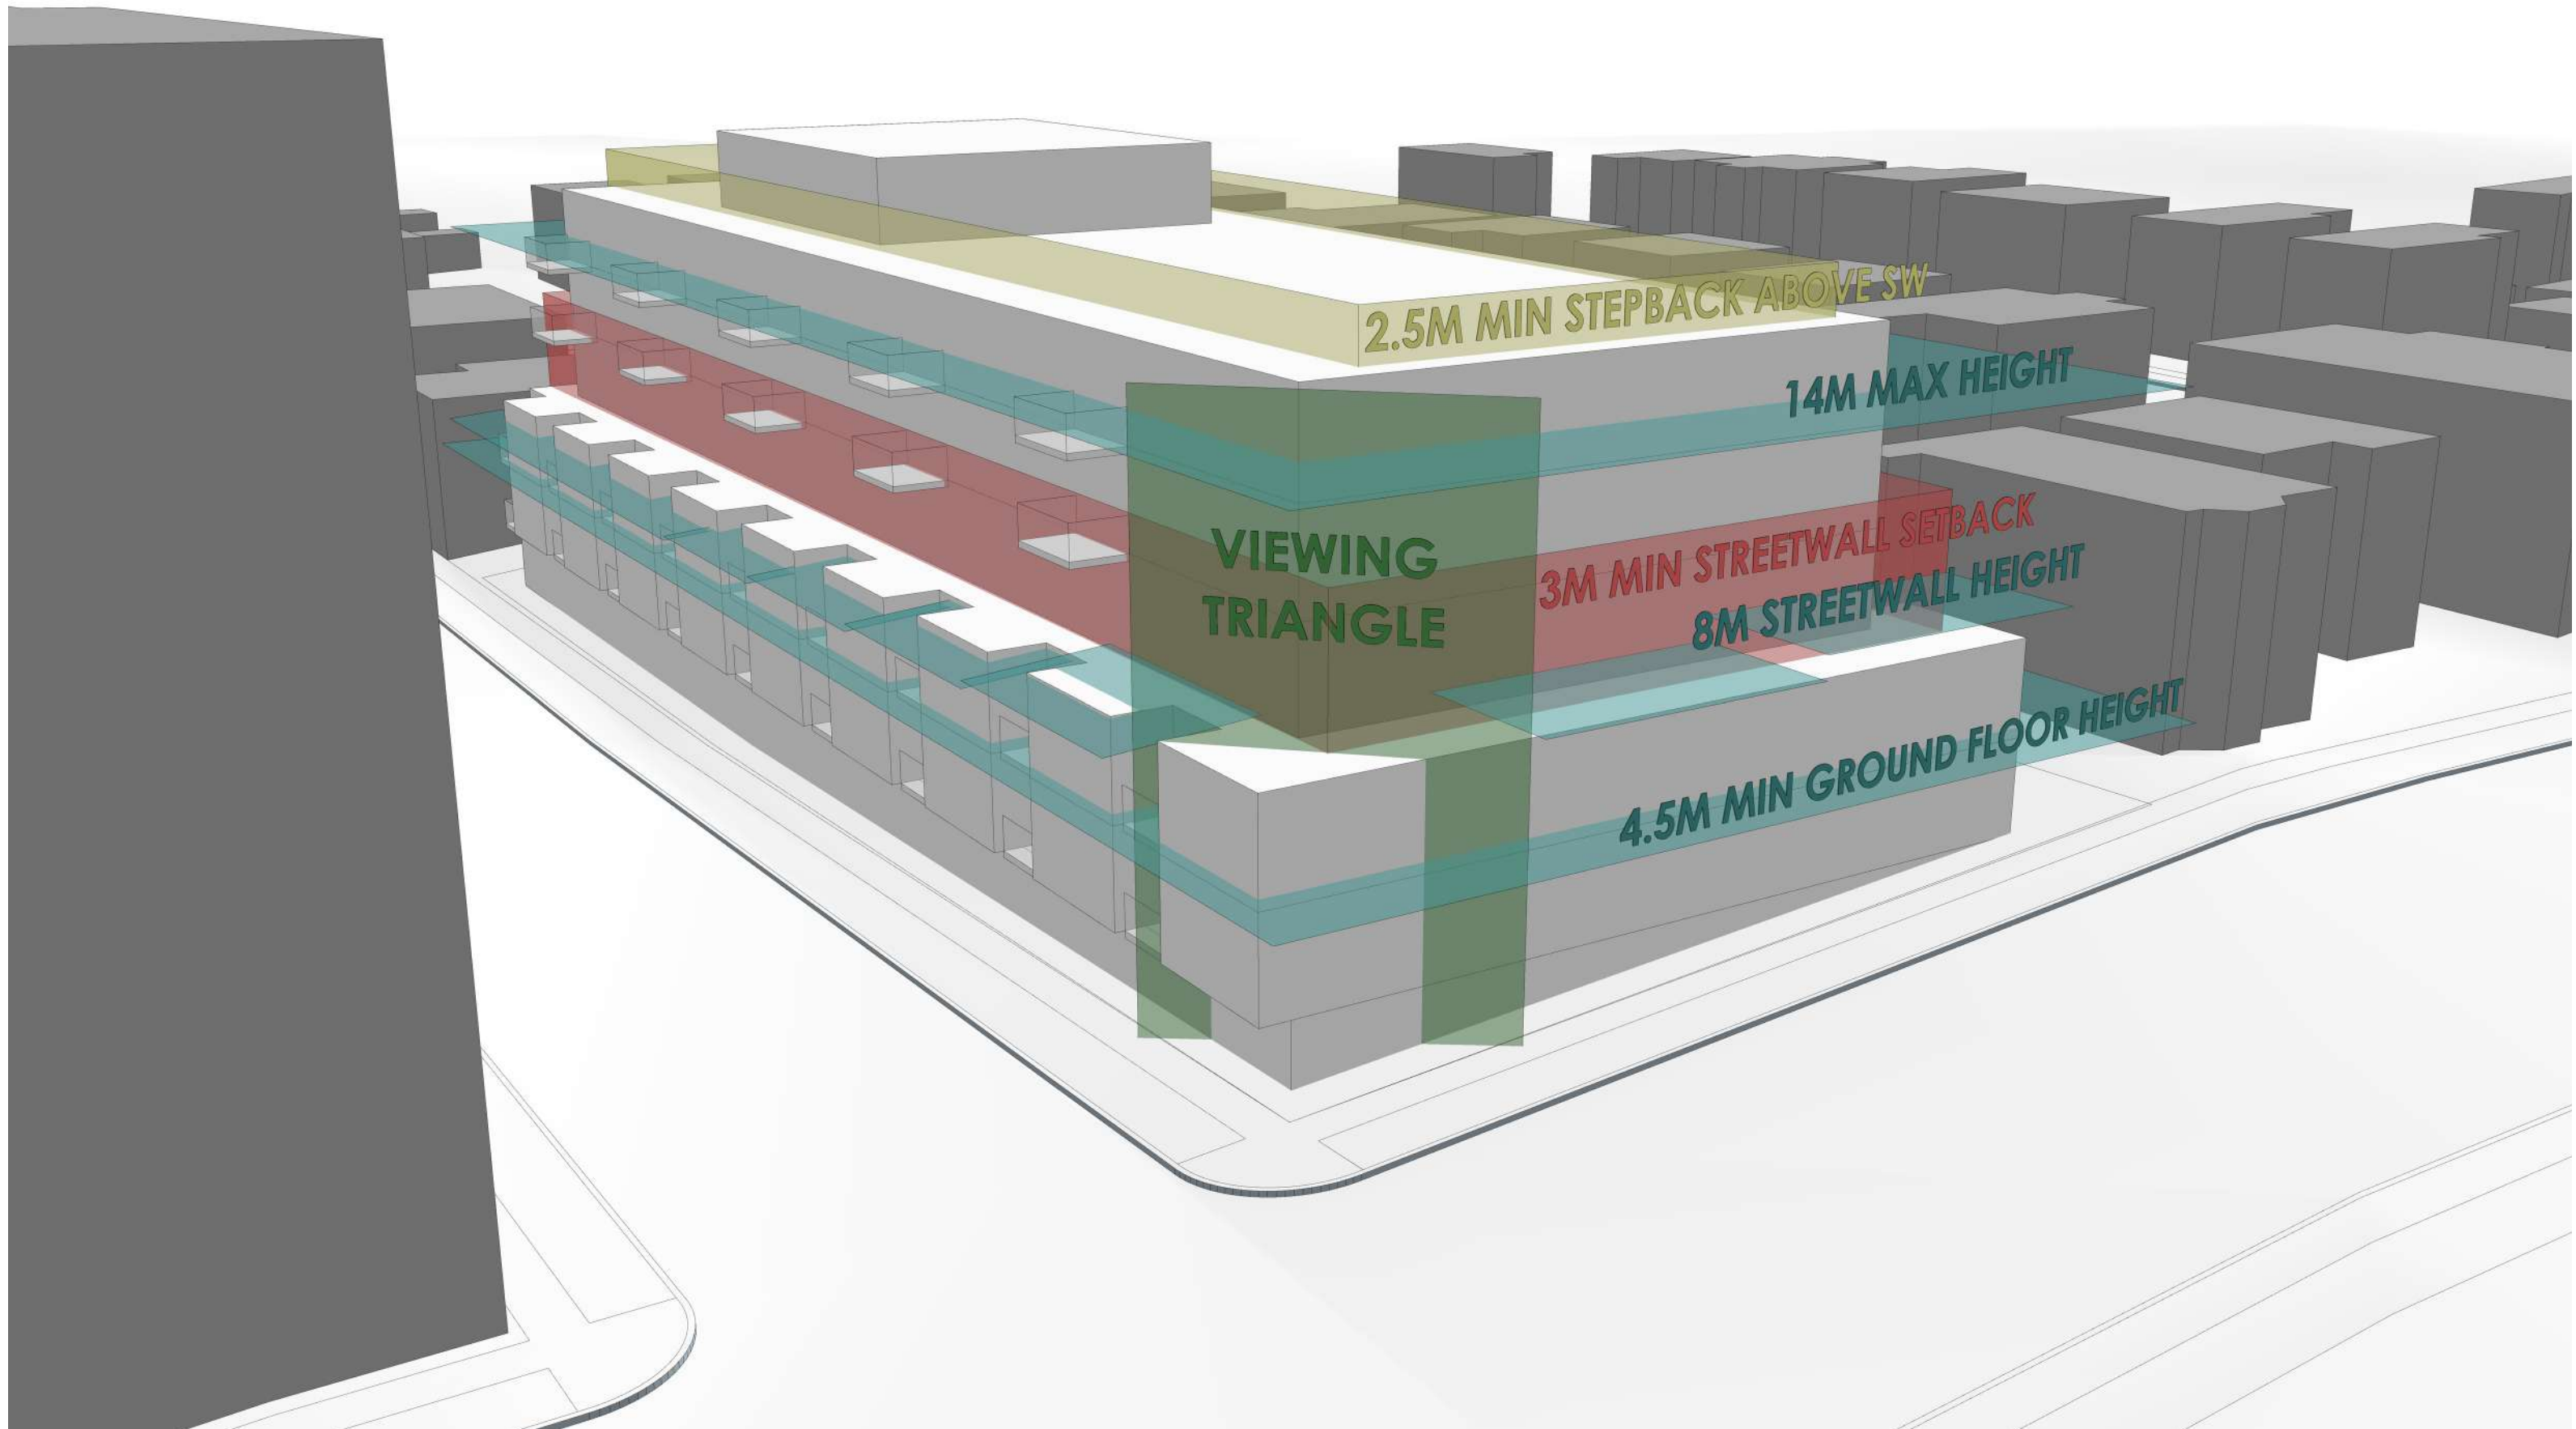 2.5M MIN STEPBACK ABOVE SW
14M MAX HEIGHT
VIEWING
TRIANGLE
3M MIN STREETWALL SETBACK
8M STREETWALL HEIGHT
4.5M MIN GROUND FLOOR HEIGHT